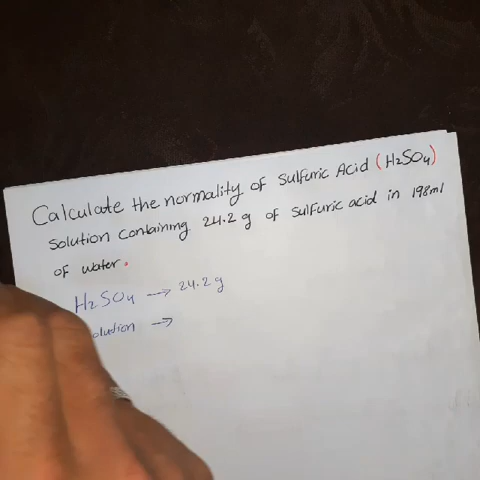 Calculate the normality of Sulfuric Acid (H2SO4)
Solution Containing 24.2 g of sulfuric acid in 198ml
of water.
H2SO4 → 24.2 g
→